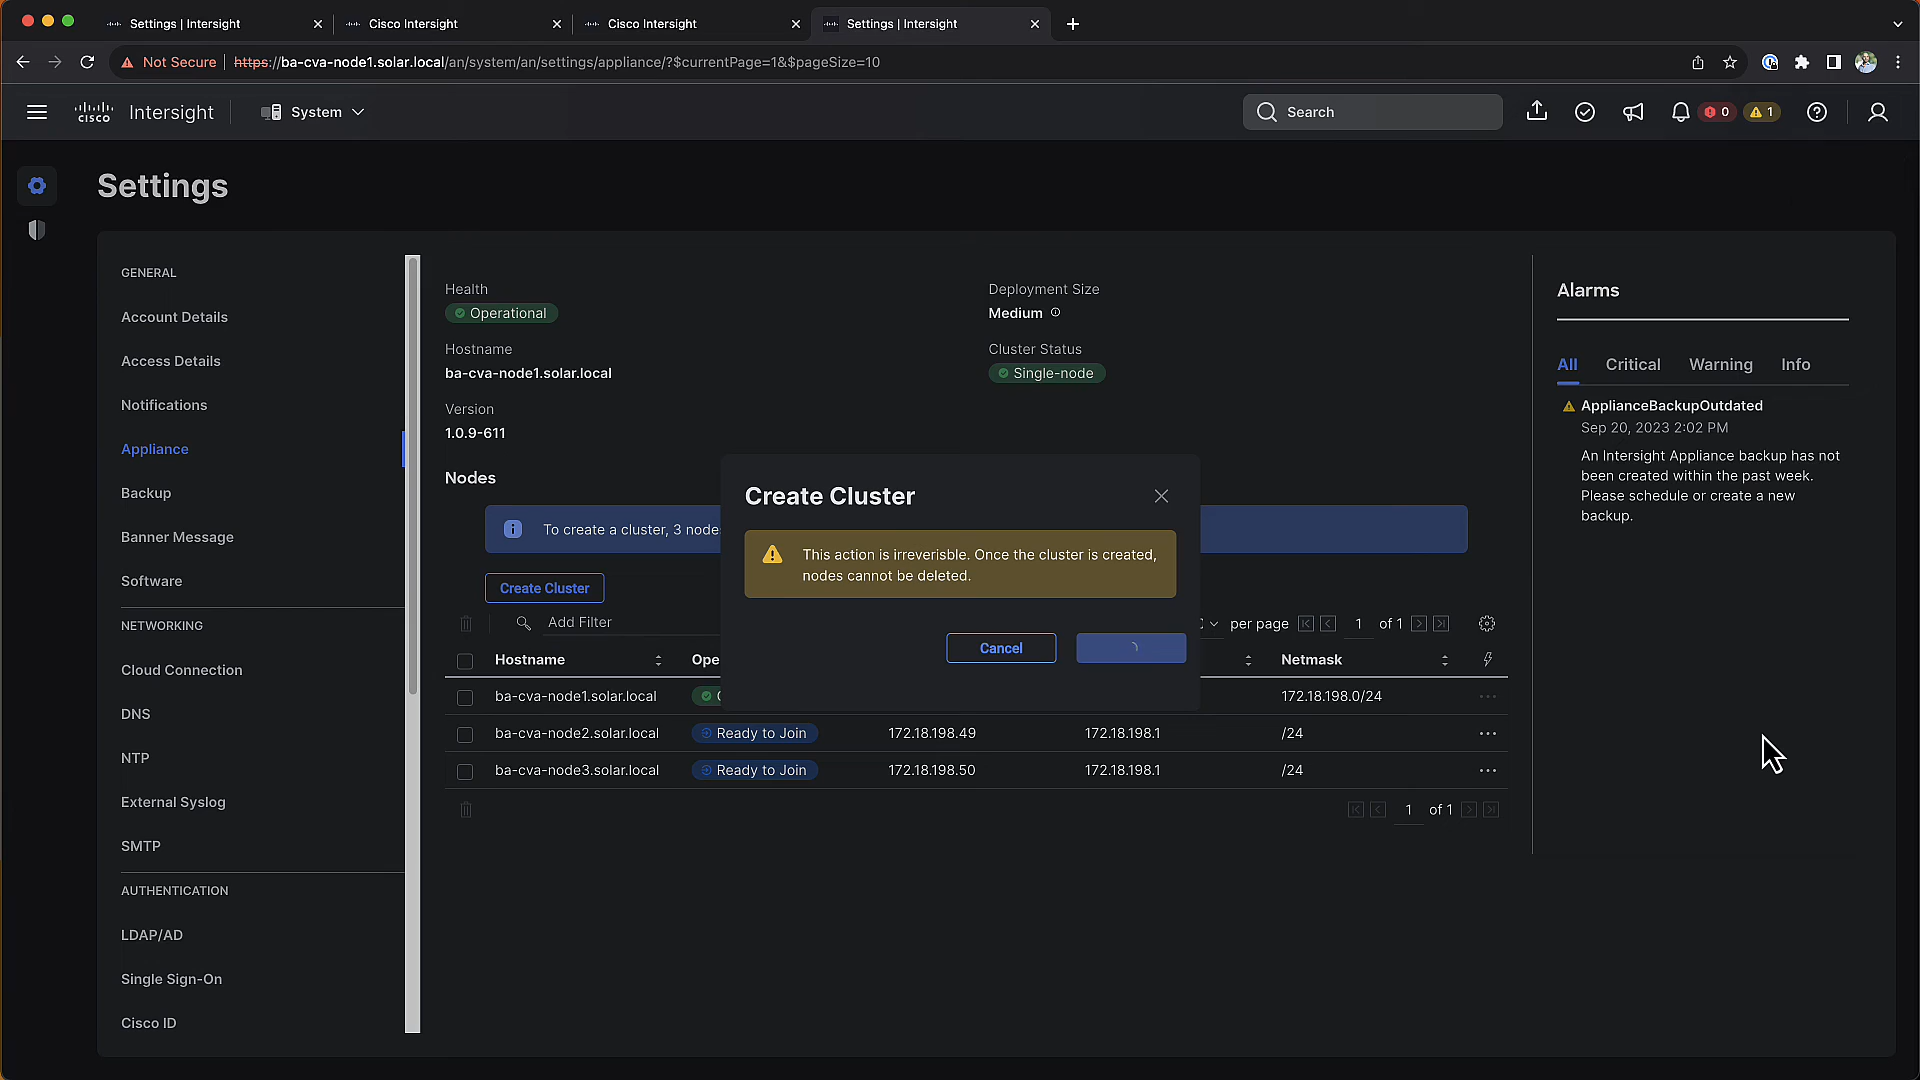 Settings | Intersight
Cisco Intersight
Cisco Intersight
Settings | Intersight
Not Secure
https://ba-cva-node1.solar.local/an/system/an/settings/appliance/?$currentPage=1&$pageSize=10
cisco
Intersight
System
Search
0
1
Settings
GENERAL
Account Details
Access Details
Notifications
Appliance
Backup
Banner Message
Software
NETWORKING
Cloud Connection
DNS
NTP
External Syslog
SMTP
AUTHENTICATION
LDAP/AD
Single Sign-On
Cisco ID
Health
Operational
Deployment Size
Medium
Hostname
ba-cva-node1.solar.local
Cluster Status
Single-node
Version
1.0.9-611
Nodes
To create a cluster, 3 node
Create Cluster
Add Filter
per page
1 of 1
Hostname
Ope
Netmask
ba-cva-node1.solar.local
172.18.198.0/24
ba-cva-node2.solar.local Ready to Join 172.18.198.49 172.18.198.1 /24
ba-cva-node3.solar.local Ready to Join 172.18.198.50 172.18.198.1 /24
1 of 1
Create Cluster
This action is irreverisble. Once the cluster is created,
nodes cannot be deleted.
Cancel
Alarms
All Critical Warning Info
ApplianceBackupOutdated
Sep 20, 2023 2:02 PM
An Intersight Appliance backup has not
been created within the past week.
Please schedule or create a new
backup.